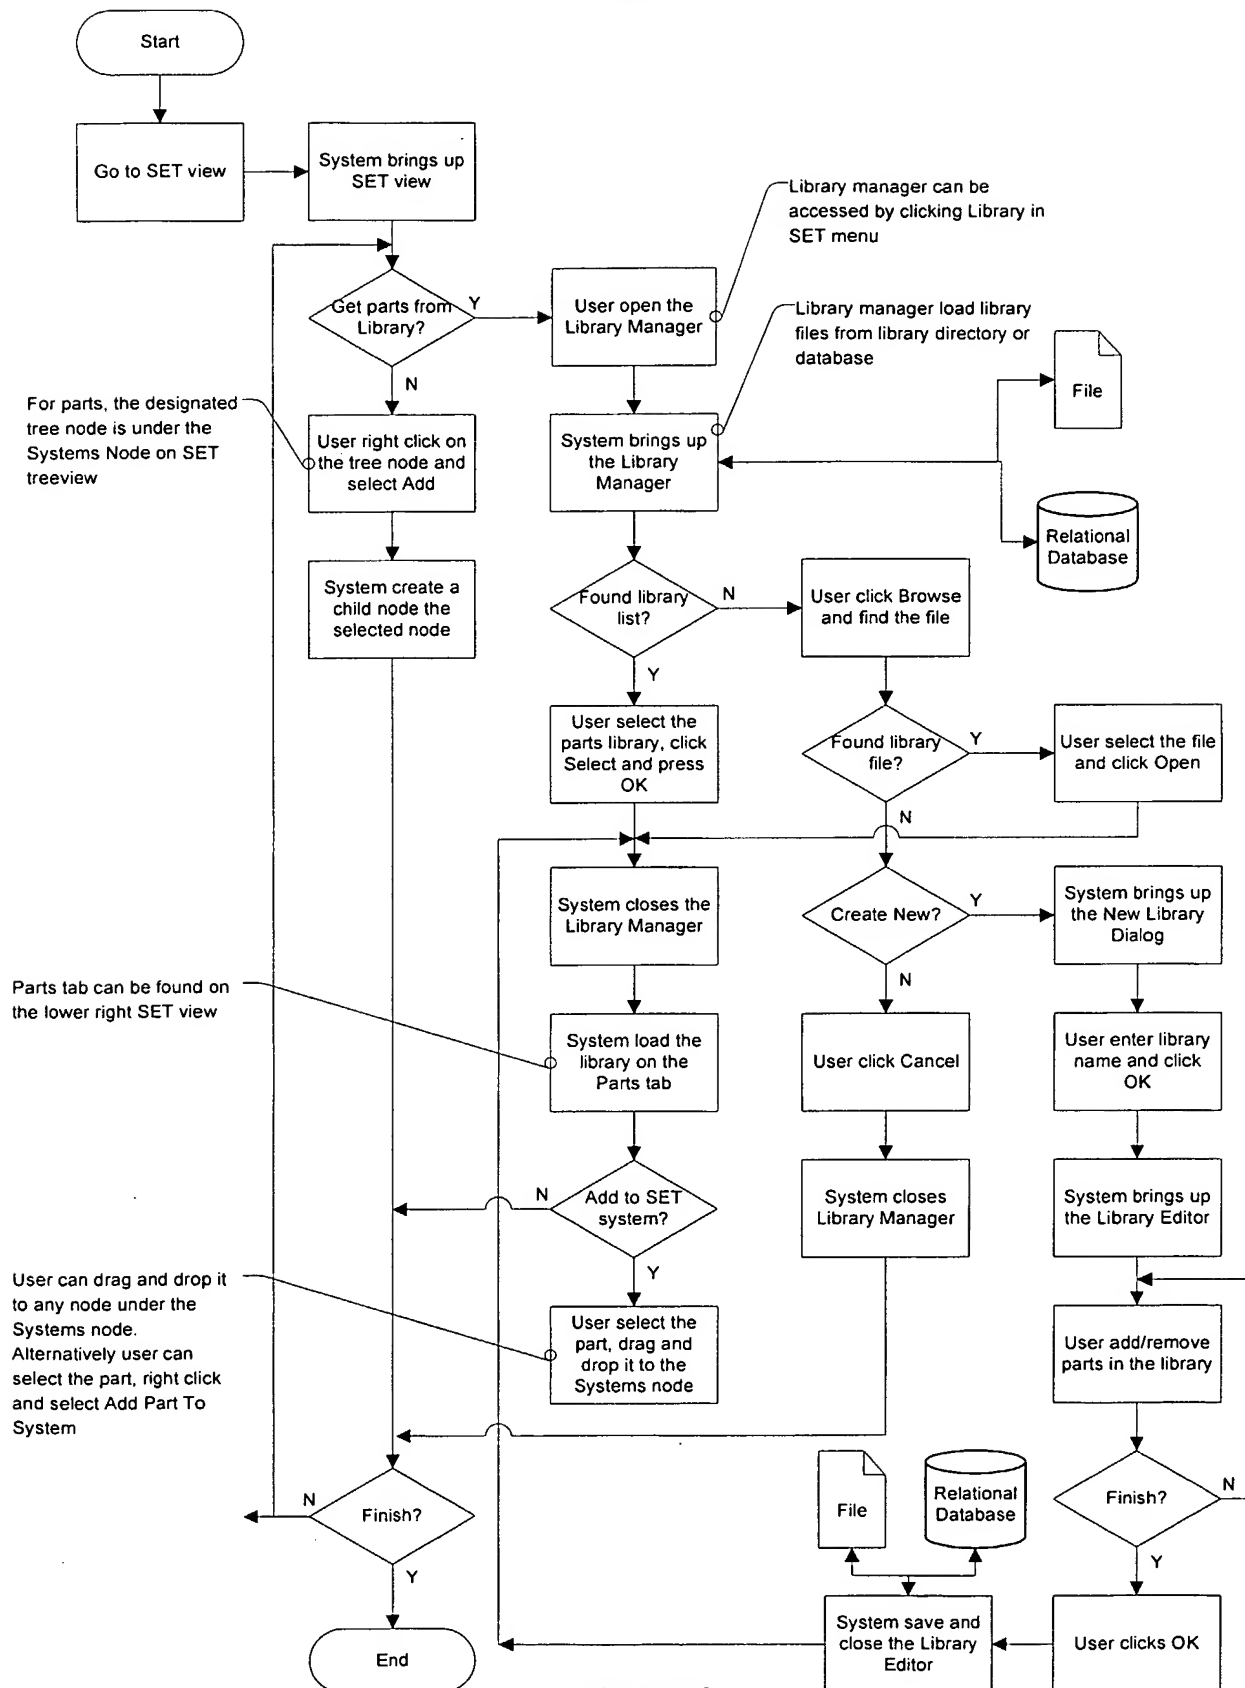 Start
Go to SET view
System brings up
SET view
Library manager can be
accessed by clicking Library in
SET menu
Get parts from
Library?
Y
N
User open the
Library Manager
Library manager load library
files from library directory or
database
File
For parts, the designated
tree node is under the
Systems Node on SET
treeview
User right click on
the tree node and
select Add
System brings up
the Library
Manager
Relational
Database
System create a
child node the
selected node
Found library
list?
N
Y
User click Browse
and find the file
User select the
parts library, click
Select and press
OK
Found library
file?
Y
N
User select the file
and click Open
System closes the
Library Manager
Create New?
Y
N
System brings up
the New Library
Dialog
Parts tab can be found on
the lower right SET view
System load the
library on the
Parts tab
User click Cancel
User enter library
name and click
OK
Add to SET
system?
N
Y
System closes
Library Manager
System brings up
the Library Editor
User can drag and drop it
to any node under the
Systems node.
Alternatively user can
select the part, right click
and select Add Part To
System
User select the
part, drag and
drop it to the
Systems node
User add/remove
parts in the library
Finish?
N
Y
File
Relational
Database
Finish?
N
Y
End
System save and
close the Library
Editor
User clicks OK